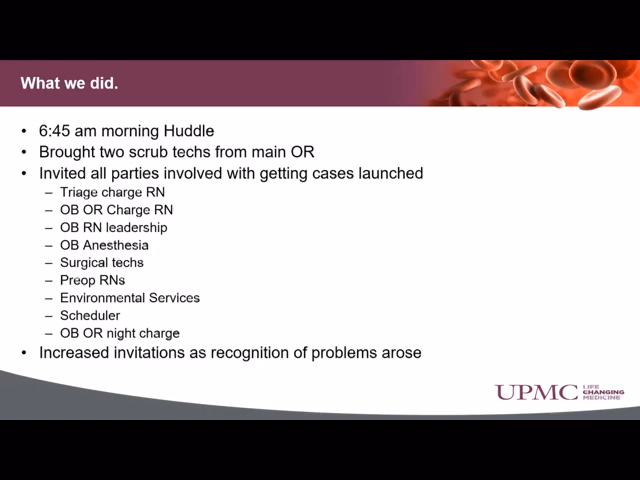 What we did.
• 6:45 am morning Huddle
• Brought two scrub techs from main OR
• Invited all parties involved with getting cases launched
– Triage charge RN
– OB OR Charge RN
– OB RN leadership
– OB Anesthesia
– Surgical techs
– Preop RNs
– Environmental Services
– Scheduler
– OB OR night charge
• Increased invitations as recognition of problems arose
UPMC LIFE
CHANGING
MEDICINE